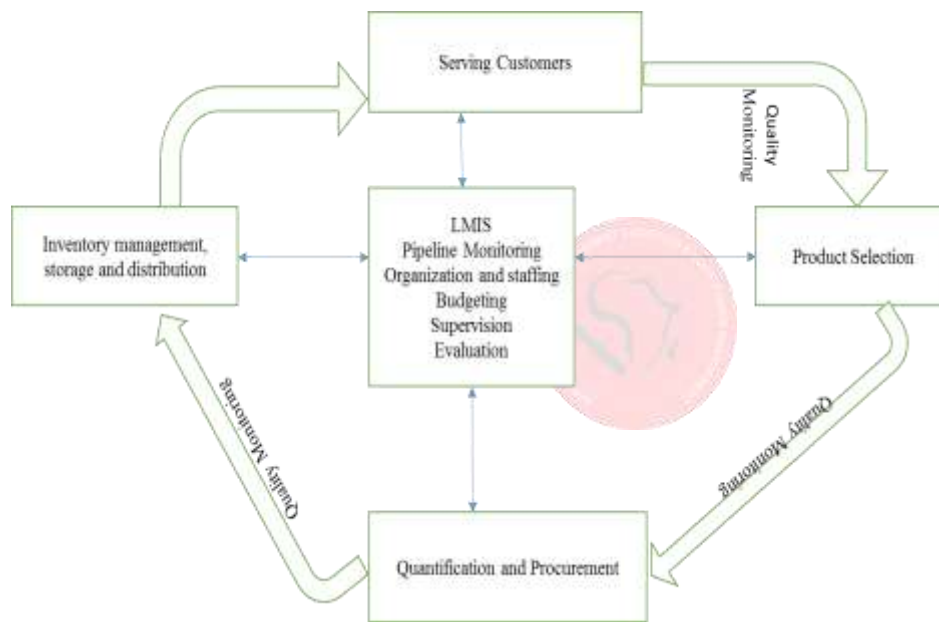 Serving Customers
Quality
Monitoring
Inventory management,
storage and distribution
LMIS
Pipeline Monitoring
Organization and staffing
Budgeting
Supervision
Evaluation
Product Selection
Quality Monitoring
Quality Monitoring
Quantification and Procurement